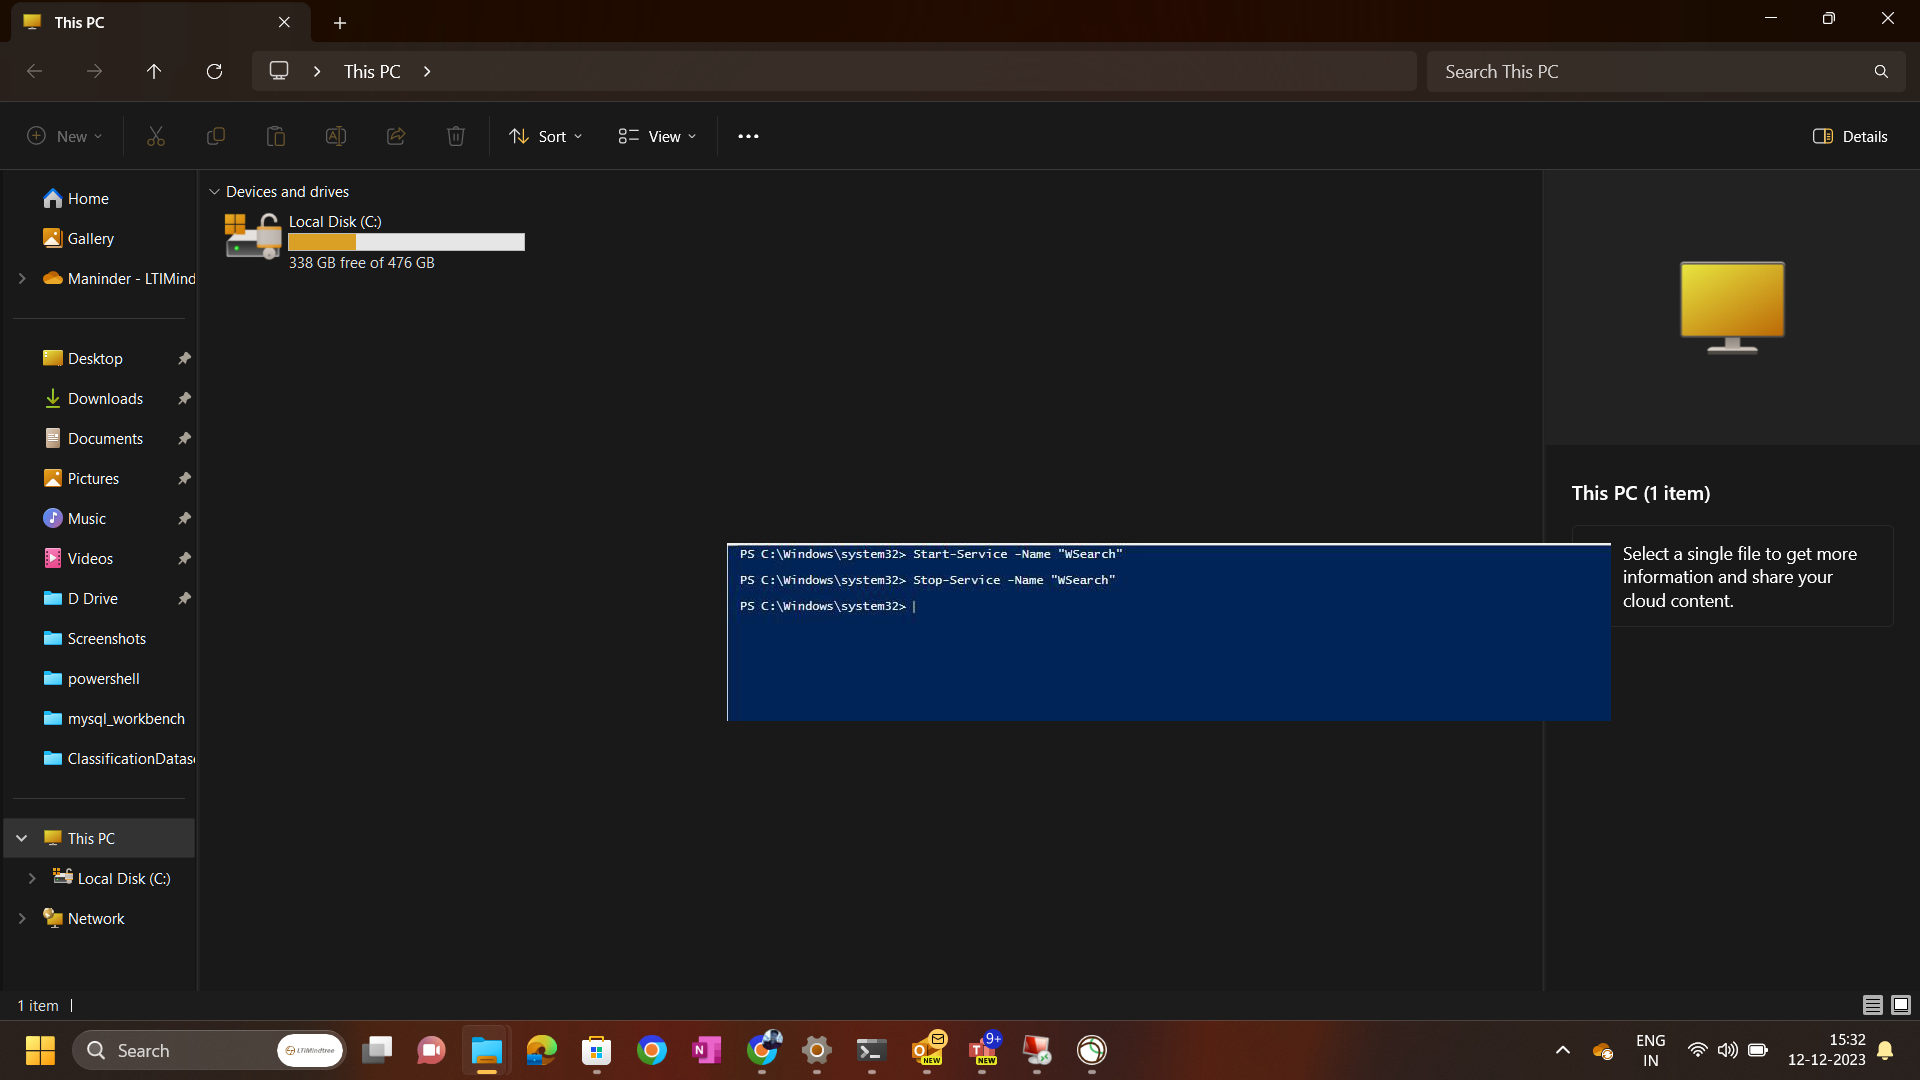 This PC
This PC
Search This PC
New
Sort
View
Details
Home
Gallery
Maninder - LTIMind
Desktop
Downloads
Documents
Pictures
Music
Videos
D Drive
Screenshots
powershell
mysql_workbench
ClassificationDatas
This PC
Local Disk (C:)
Network
Devices and drives
Local Disk (C:)
338 GB free of 476 GB
PS C:\Windows\system32> Start-Service -Name "WSearch"
PS C:\Windows\system32> Stop-Service -Name "WSearch"
PS C:\Windows\system32>
This PC (1 item)
Select a single file to get more
information and share your
cloud content.
1 item
Search
LTIMindtree
NEW
9+
NEW
ENG
IN
15:32
12-12-2023